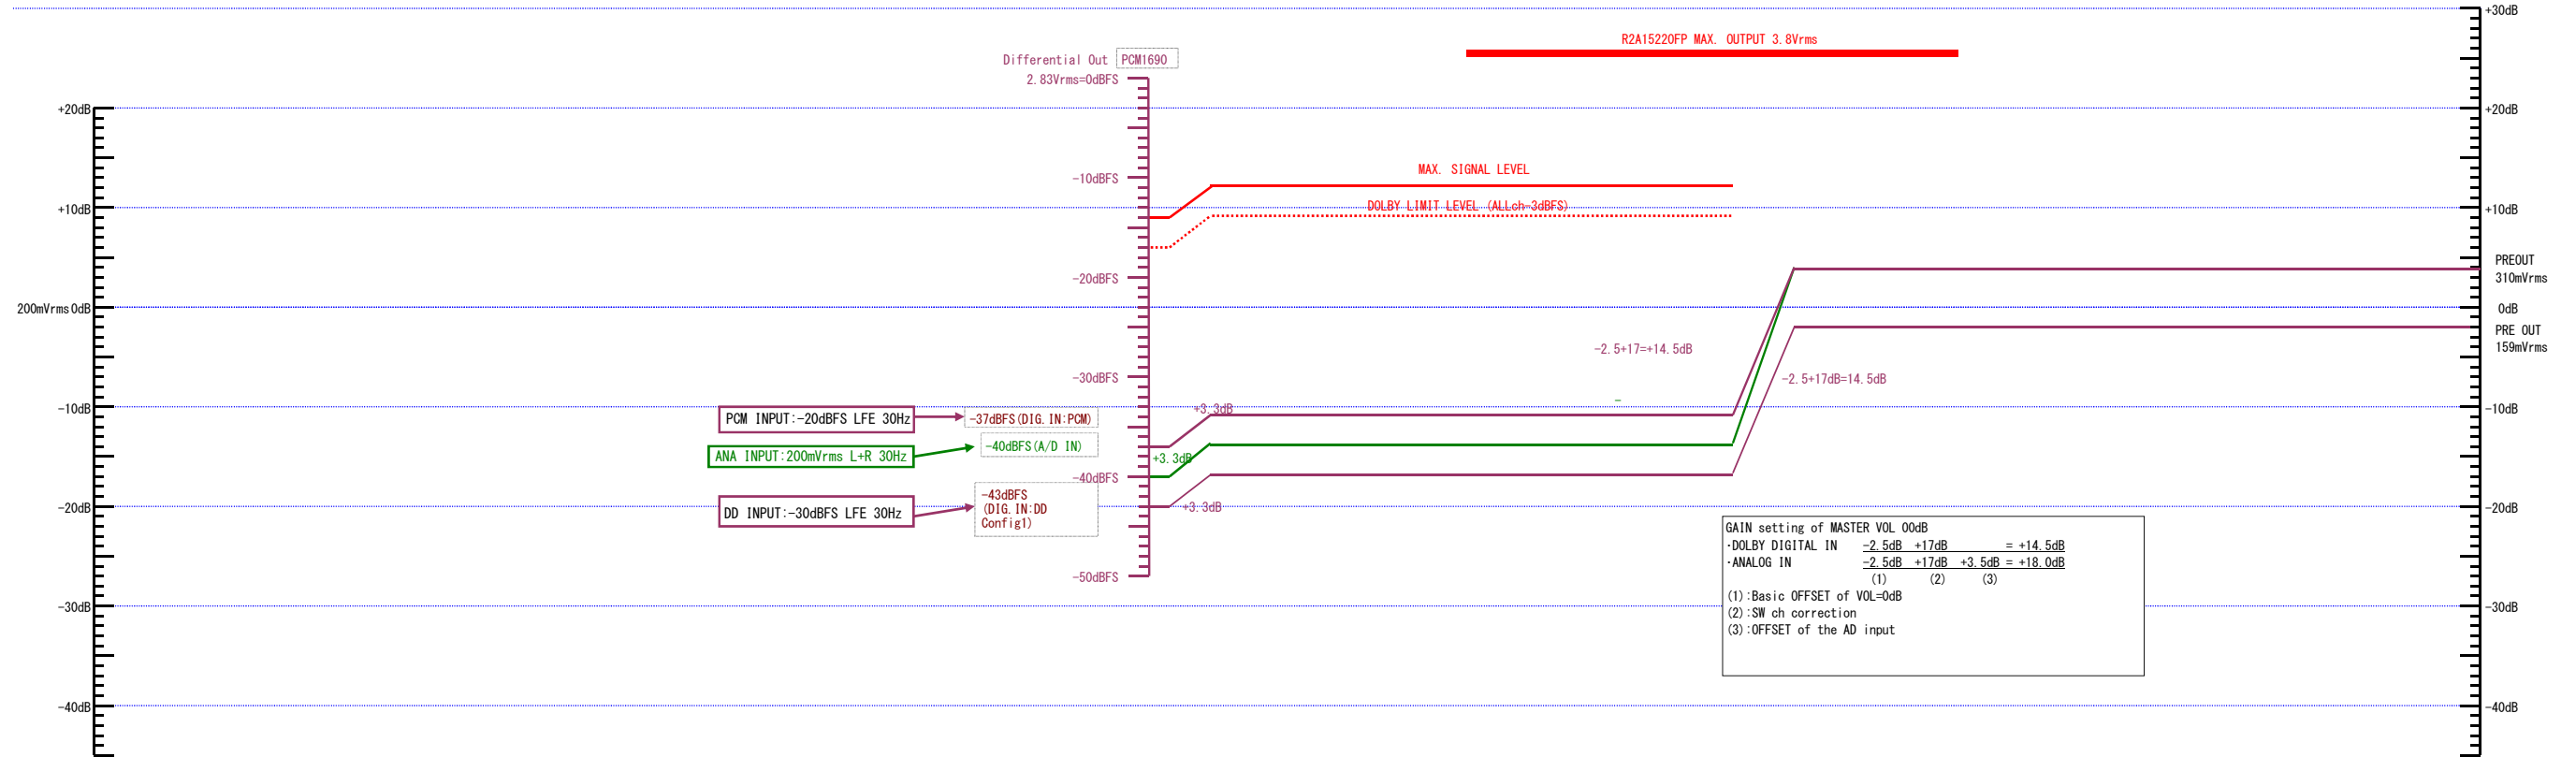 +30dB
R2A15220FP MAX. OUTPUT 3.8Vrms
Differential Out PCM1690
2.83Vrms=0dBFS
+20dB
+20dB
MAX. SIGNAL LEVEL
-10dBFS
DOLBY LIMIT LEVEL (ALLch-3dBFS)
+10dB
+10dB
PREOUT
310mVrms
-20dBFS
200mVrms 0dB
0dB
PRE OUT
159mVrms
-2.5+17=+14.5dB
-30dBFS
-2.5+17dB=14.5dB
-10dB
-
-10dB
PCM INPUT:-20dBFS LFE 30Hz
-37dBFS(DIG.IN:PCM)
+3.3dB
ANA INPUT:200mVrms L+R 30Hz
-40dBFS(A/D IN)
+3.3dB
-40dBFS
-43dBFS
(DIG.IN:DD
Config1)
DD INPUT:-30dBFS LFE 30Hz
+3.3dB
-20dB
-20dB
-50dBFS
GAIN setting of MASTER VOL 00dB
・DOLBY DIGITAL IN -2.5dB +17dB = +14.5dB
・ANALOG IN -2.5dB +17dB +3.5dB = +18.0dB
(1) (2) (3)
(1):Basic OFFSET of VOL=0dB
(2):SW ch correction
(3):OFFSET of the AD input
-30dB
-30dB
-40dB
-40dB